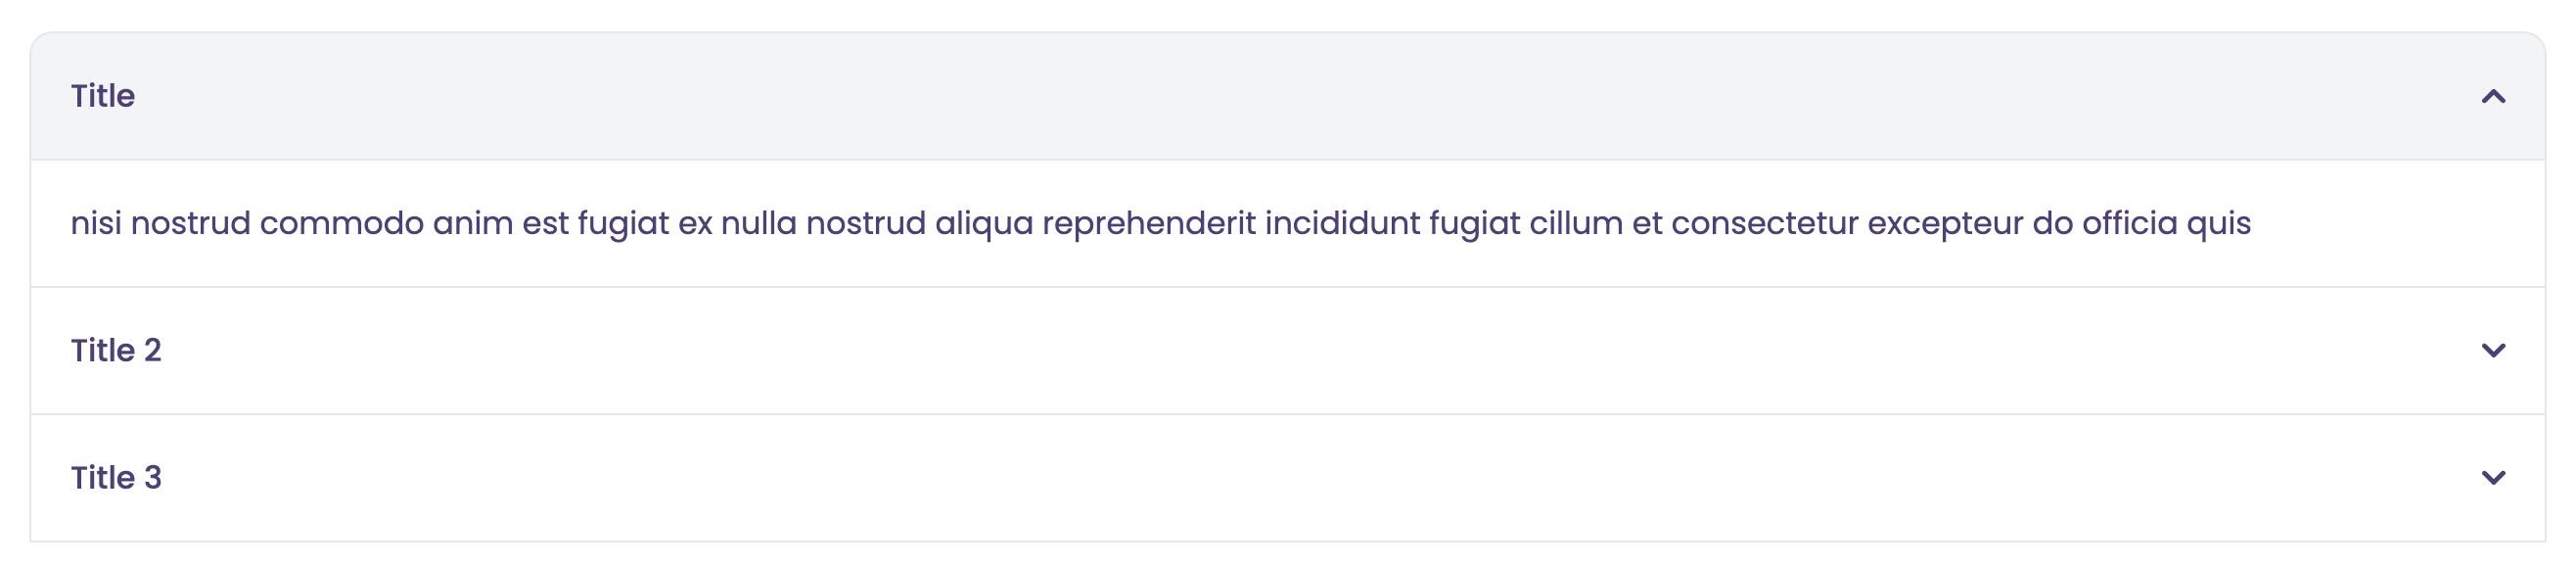 Title
nisi nostrud commodo anim est fugiat ex nulla nostrud aliqua reprehenderit incididunt fugiat cillum et consectetur excepteur do officia quis
Title 2
Title 3